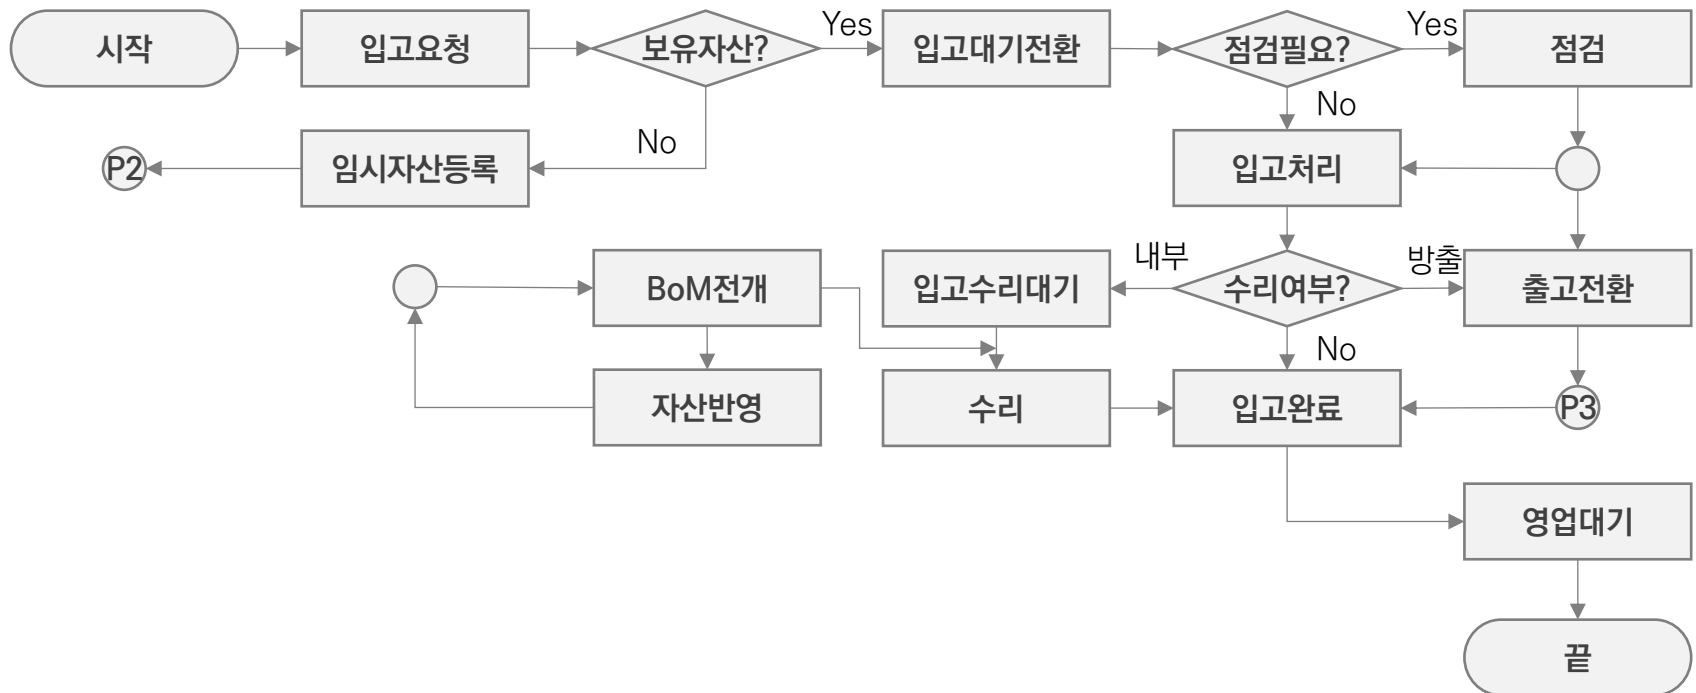 시작
입고요청
보유자산?
Yes
입고대기전환
점검필요?
Yes
점검
No
No
P2
임시자산등록
입고처리
BoM전개
입고수리대기
내부
수리여부?
방출
출고전환
No
자산반영
수리
입고완료
P3
영업대기
끝